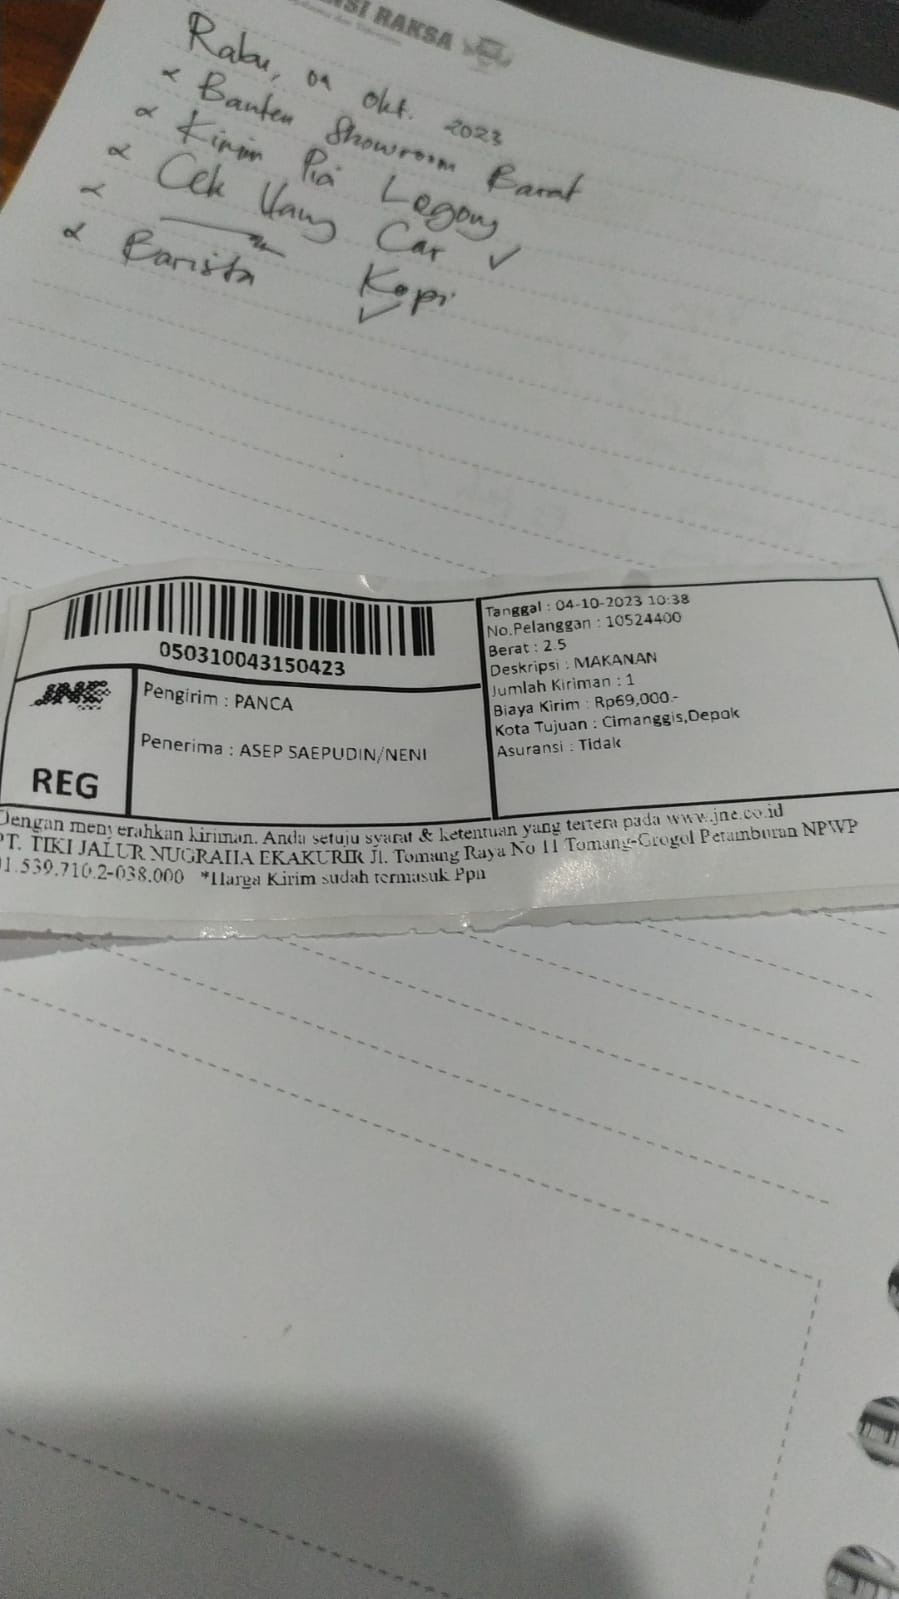 NSI RAKSA
Rabu, 04 Okt. 2023
∝ Banten Showroom Barat
∝ Kirim Pia Legong
∝ Cek Uang Car ✓
∝
∝ Barista Kopi ✓
050310043150423
JNE
REG
Pengirim : PANCA
Penerima : ASEP SAEPUDIN/NENI
Tanggal : 04-10-2023 10:38
No.Pelanggan : 10524400
Berat : 2.5
Deskripsi : MAKANAN
Jumlah Kiriman : 1
Biaya Kirim : Rp69,000.-
Kota Tujuan : Cimanggis,Depok
Asuransi : Tidak
Dengan menyerahkan kiriman. Anda setuju syarat & ketentuan yang tertera pada www.jne.co.id
PT. TIKI JALUR NUGRAHA EKAKURIR Jl. Tomang Raya No 11 Tomang-Grogol Petamburan NPWP
01.539.710.2-038.000 *Harga Kirim sudah termasuk Ppn